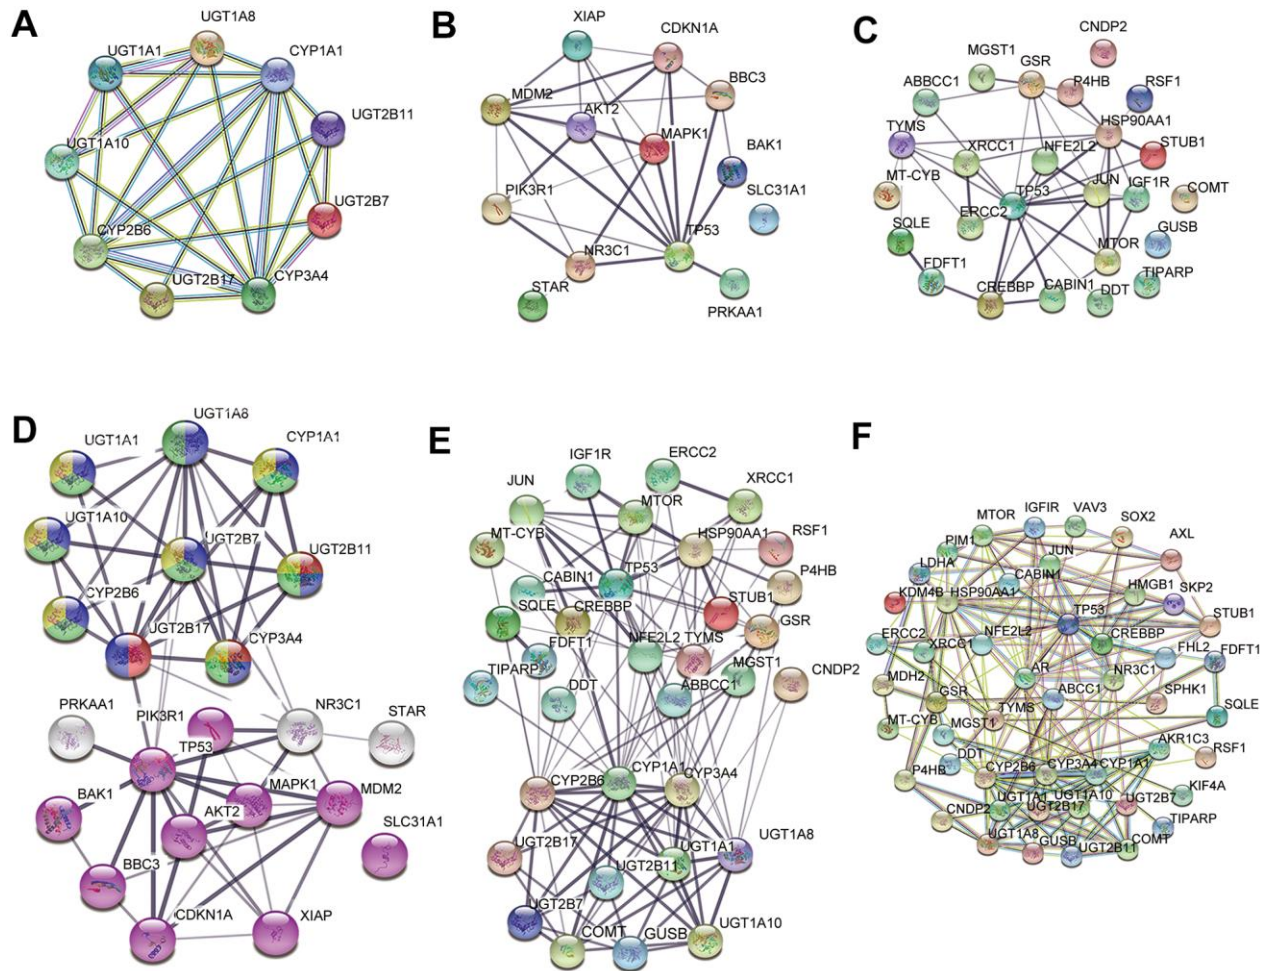 A
UGT1A8
UGT1A1
CYP1A1
UGT2B11
UGT1A10
UGT2B7
CYP2B6
UGT2B17
CYP3A4
B
XIAP
CDKN1A
BBC3
MDM2
AKT2
MAPK1
BAK1
SLC31A1
PIK3R1
TP53
NR3C1
STAR
PRKAA1
C
CNDP2
MGST1
GSR
P4HB
RSF1
ABBCC1
HSP90AA1
TYMS
XRCC1
NFE2L2
STUB1
MT-CYB
TP53
JUN
IGF1R
COMT
ERCC2
SQLE
GUSB
MTOR
FDFT1
TIPARP
CREBBP
CABIN1
DDT
D
UGT1A8
UGT1A1
CYP1A1
UGT1A10
UGT2B7
UGT2B11
CYP2B6
UGT2B17
CYP3A4
PRKAA1
PIK3R1
NR3C1
STAR
TP53
BAK1
MAPK1
MDM2
AKT2
SLC31A1
BBC3
CDKN1A
XIAP
E
IGF1R
ERCC2
JUN
XRCC1
MTOR
MT-CYB
HSP90AA1
RSF1
TP53
CABIN1
P4HB
SQLE
CREBBP
STUB1
GSR
FDFT1
NFE2L2
TYMS
TIPARP
MGST1
CNDP2
DDT
ABBCC1
CYP2B6
CYP1A1
CYP3A4
UGT2B17
UGT1A1
UGT1A8
UGT2B11
UGT2B7
COMT
GUSB
UGT1A10
F
MTOR
IGFIR
VAV3
SOX2
PIM1
JUN
AXL
LDHA
CABIN1
KDM4B
HSP90AA1
HMGB1
SKP2
TP53
STUB1
ERCC2
XRCC1
NFE2L2
CREBBP
FHL2
FDFT1
MDH2
AR
NR3C1
GSR
ABCC1
SPHK1
TYMS
SQLE
MT-CYB
MGST1
AKR1C3
RSF1
DDT
P4HB
CYP2B6
CYP3A4
CYP1A1
KIF4A
CNDP2
UGT1A1
UGT1A10
UGT2B7
UGT2B17
TIPARP
UGT1A8
GUSB
UGT2B11
COMT